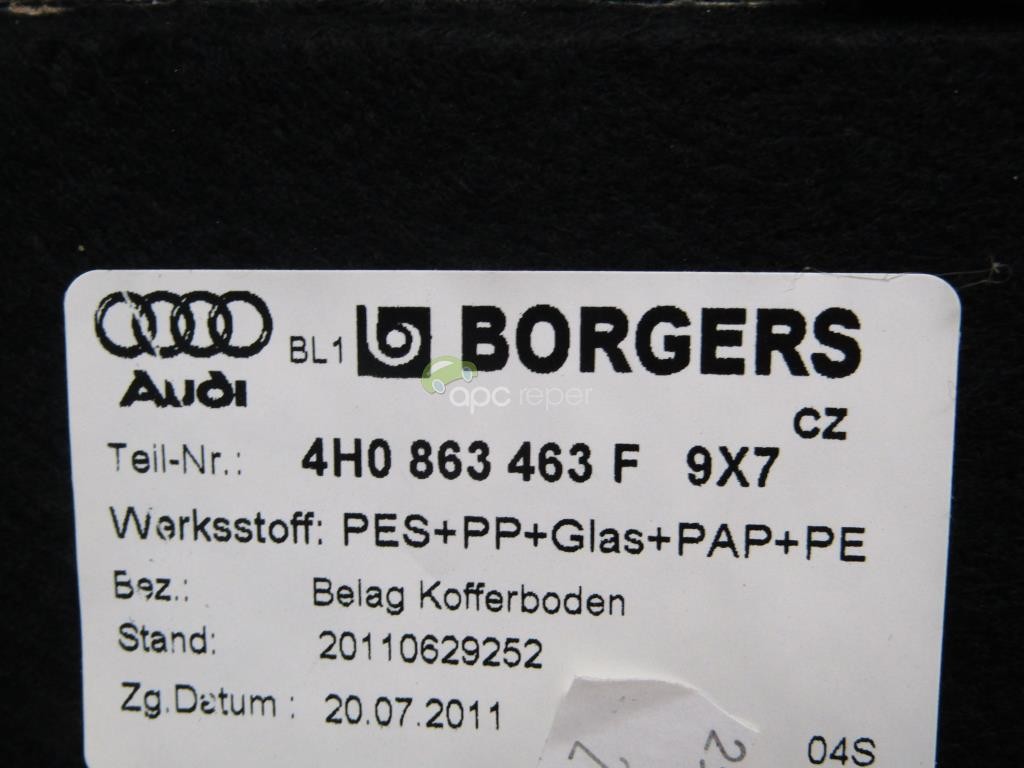 BL1 BORGERS
Audi
apc reper
CZ
Teil-Nr.: 4H0 863 463 F 9X7
Werksstoff: PES+PP+Glas+PAP+PE
Bez.: Belag Kofferboden
Stand: 20110629252
Zg.Datum : 20.07.2011
04S